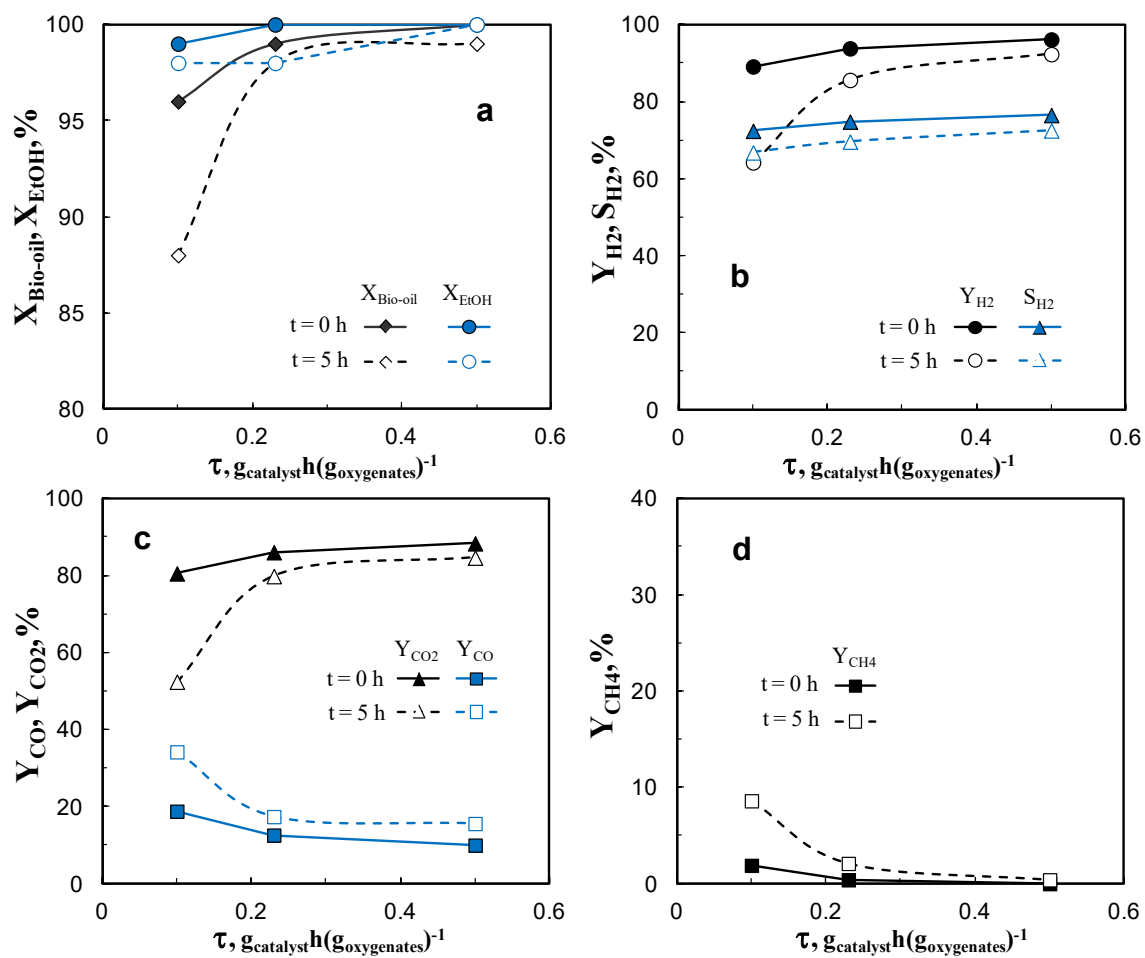 100
95
90
85
80
X_Bio-oil, X_EtOH, %
a
X_Bio-oil X_EtOH
t = 0 h
t = 5 h
0 0.2 0.4 0.6
τ, g_catalyst h(g_oxygenates)^-1
100
80
60
40
20
0
Y_H2, S_H2, %
b
Y_H2 S_H2
t = 0 h
t = 5 h
0 0.2 0.4 0.6
τ, g_catalyst h(g_oxygenates)^-1
100
80
60
40
20
0
Y_CO, Y_CO2, %
c
Y_CO2 Y_CO
t = 0 h
t = 5 h
0 0.2 0.4 0.6
τ, g_catalyst h(g_oxygenates)^-1
40
30
20
10
0
Y_CH4, %
d
Y_CH4
t = 0 h
t = 5 h
0 0.2 0.4 0.6
τ, g_catalyst h(g_oxygenates)^-1